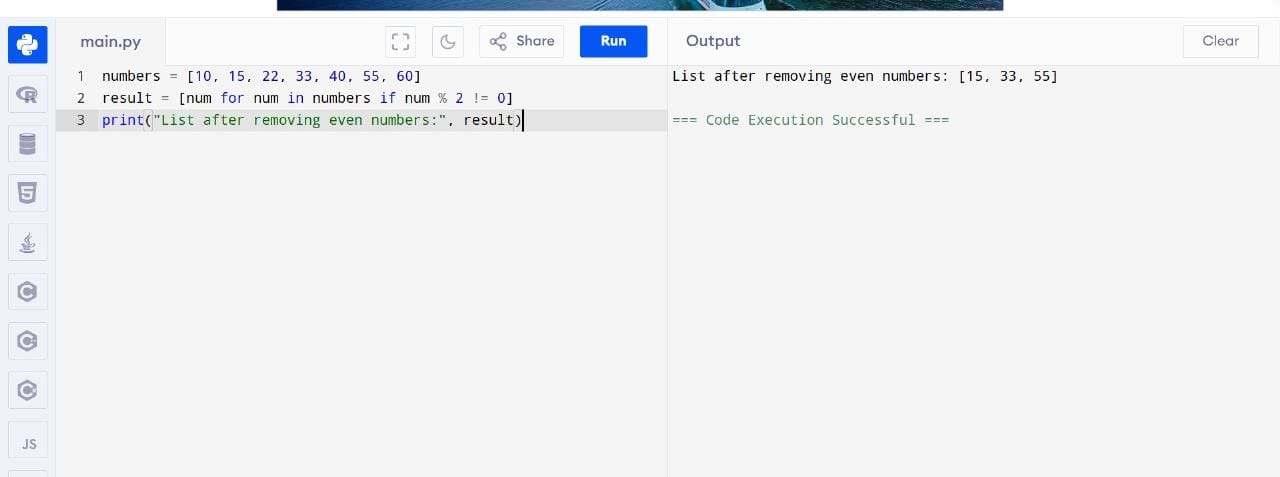 main.py
Share
Run
Output
Clear
1 numbers = [10, 15, 22, 33, 40, 55, 60]
2 result = [num for num in numbers if num % 2 != 0]
3 print("List after removing even numbers:", result)
List after removing even numbers: [15, 33, 55]
=== Code Execution Successful ===
R
5
C
C
C
JS